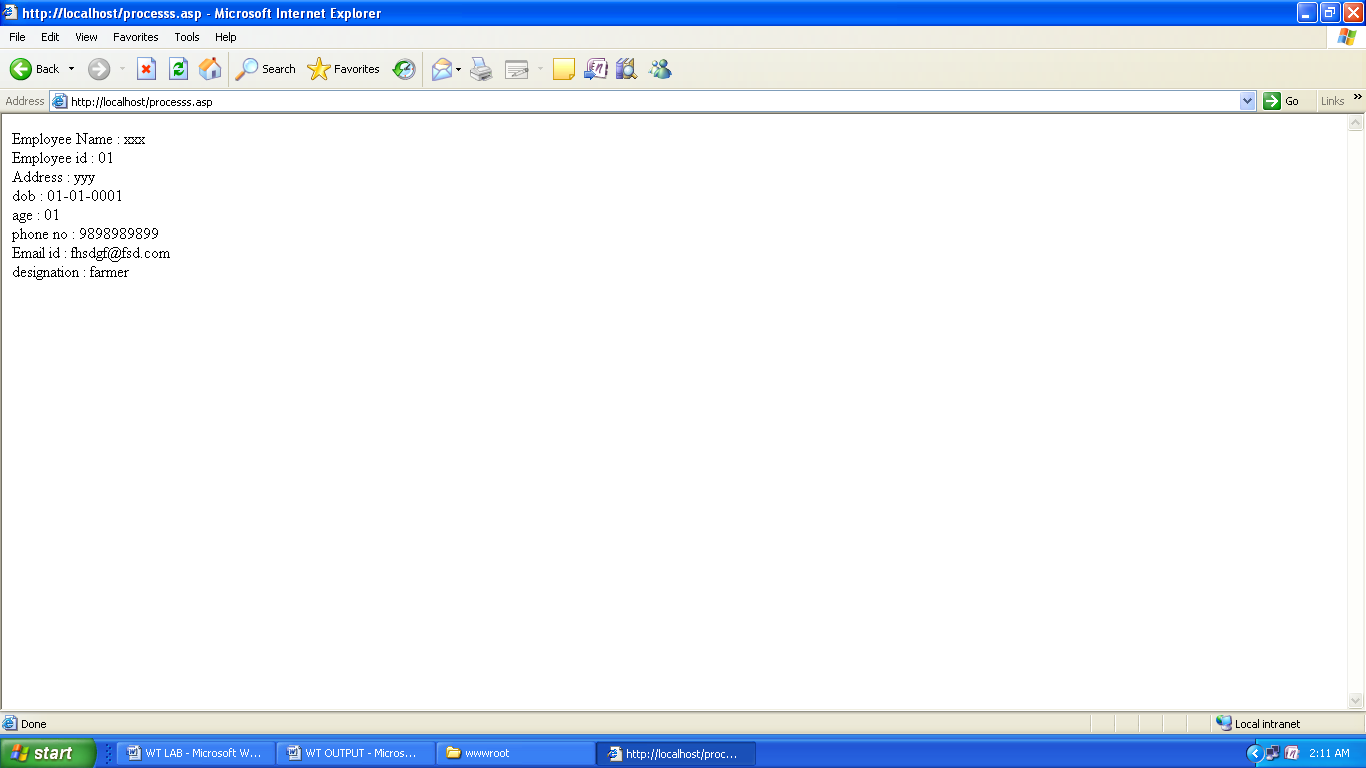 http://localhost/processs.asp - Microsoft Internet Explorer
File Edit View Favorites Tools Help
Back Search Favorites
Address http://localhost/processs.asp Go Links »
Employee Name : xxx
Employee id : 01
Address : yyy
dob : 01-01-0001
age : 01
phone no : 9898989899
Email id : fhsdgf@fsd.com
designation : farmer
Done Local intranet
start WT LAB - Microsoft W... WT OUTPUT - Micros... wwwroot http://localhost/proc... 2:11 AM